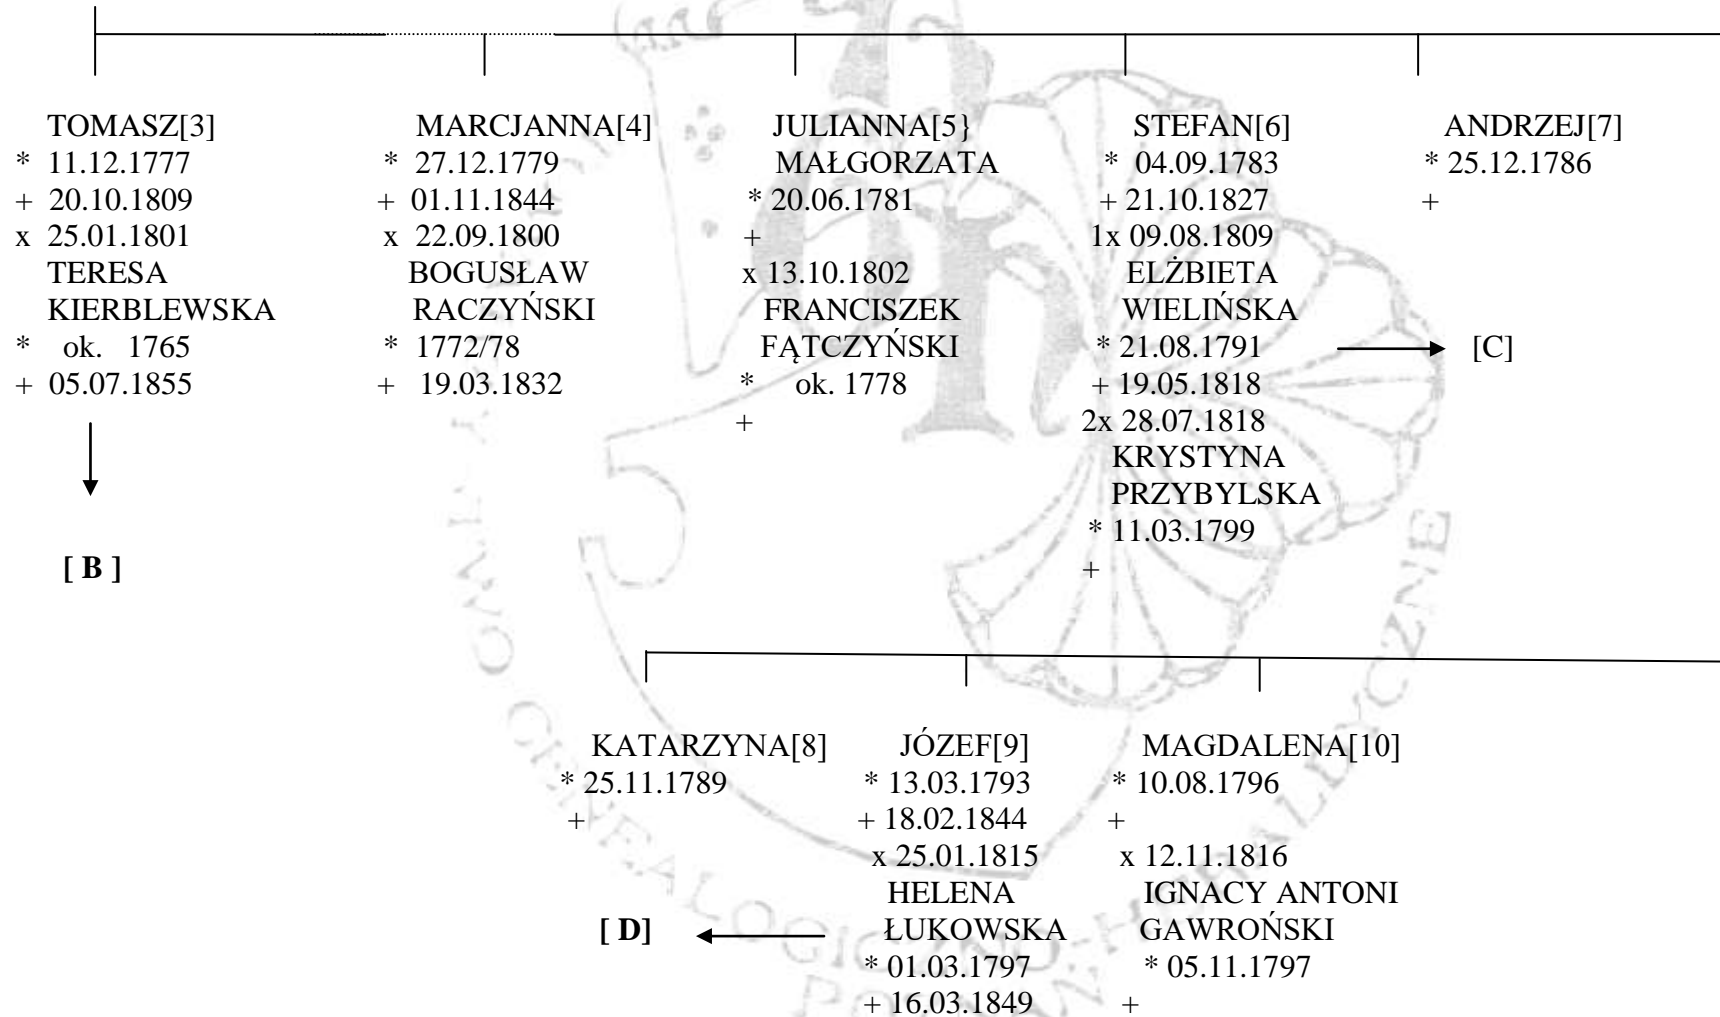 TOMASZ[3]
* 11.12.1777
+ 20.10.1809
x 25.01.1801
TERESA
KIERBLEWSKA
* ok. 1765
+ 05.07.1855
[ B ]
MARCJANNA[4]
* 27.12.1779
+ 01.11.1844
x 22.09.1800
BOGUSŁAW
RACZYŃSKI
* 1772/78
+ 19.03.1832
JULIANNA[5}
MAŁGORZATA
* 20.06.1781
+
x 13.10.1802
FRANCISZEK
FĄTCZYŃSKI
* ok. 1778
+
STEFAN[6]
* 04.09.1783
+ 21.10.1827
1x 09.08.1809
ELŻBIETA
WIELIŃSKA
* 21.08.1791
+ 19.05.1818
2x 28.07.1818
KRYSTYNA
PRZYBYLSKA
* 11.03.1799
+
[C]
ANDRZEJ[7]
* 25.12.1786
+
KATARZYNA[8]
* 25.11.1789
+
JÓZEF[9]
* 13.03.1793
+ 18.02.1844
x 25.01.1815
HELENA
ŁUKOWSKA
* 01.03.1797
+ 16.03.1849
[ D]
MAGDALENA[10]
* 10.08.1796
+
x 12.11.1816
IGNACY ANTONI
GAWROŃSKI
* 05.11.1797
+